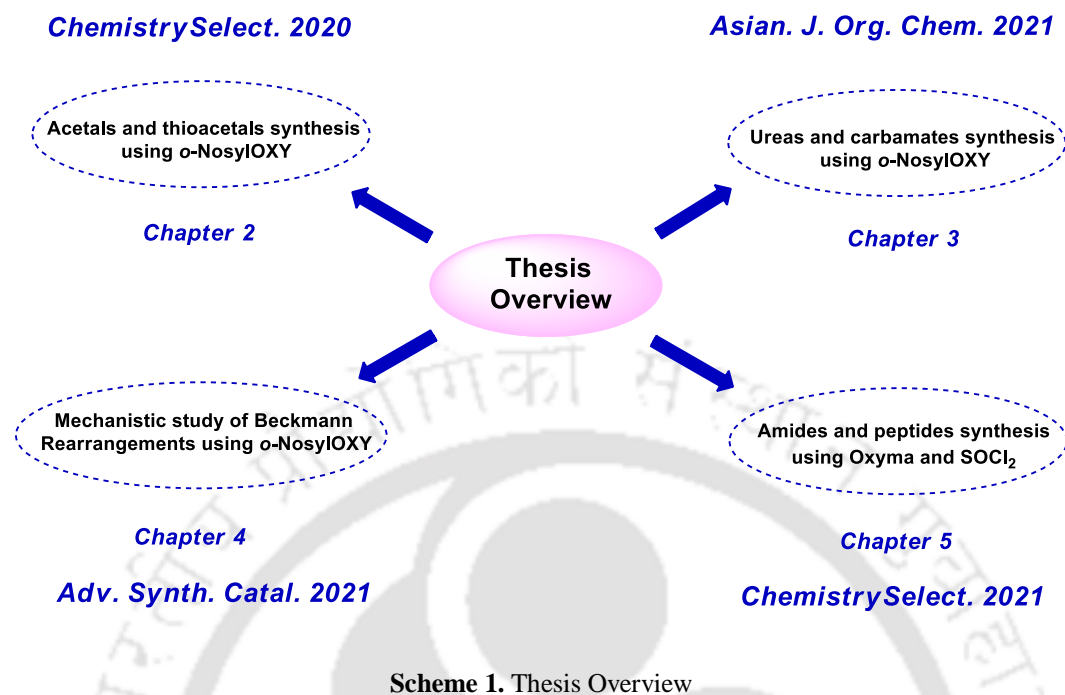 ChemistrySelect. 2020
Asian. J. Org. Chem. 2021
Acetals and thioacetals synthesis
using o-NosylOXY
Ureas and carbamates synthesis
using o-NosylOXY
Chapter 2
Chapter 3
Thesis
Overview
Mechanistic study of Beckmann
Rearrangements using o-NosylOXY
Amides and peptides synthesis
using Oxyma and SOCl₂
Chapter 4
Chapter 5
Adv. Synth. Catal. 2021
ChemistrySelect. 2021
Scheme 1. Thesis Overview